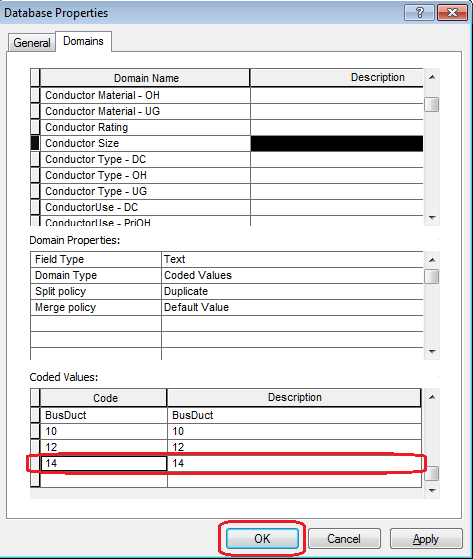 Database Properties
General Domains
Domain Name Description
Conductor Material - OH
Conductor Material - UG
Conductor Rating
Conductor Size
Conductor Type - DC
Conductor Type - OH
Conductor Type - UG
ConductorUse - DC
ConductorUse - PriOH
Domain Properties:
Field Type Text
Domain Type Coded Values
Split policy Duplicate
Merge policy Default Value
Coded Values:
Code Description
BusDuct BusDuct
10 10
12 12
14 14
OK Cancel Apply